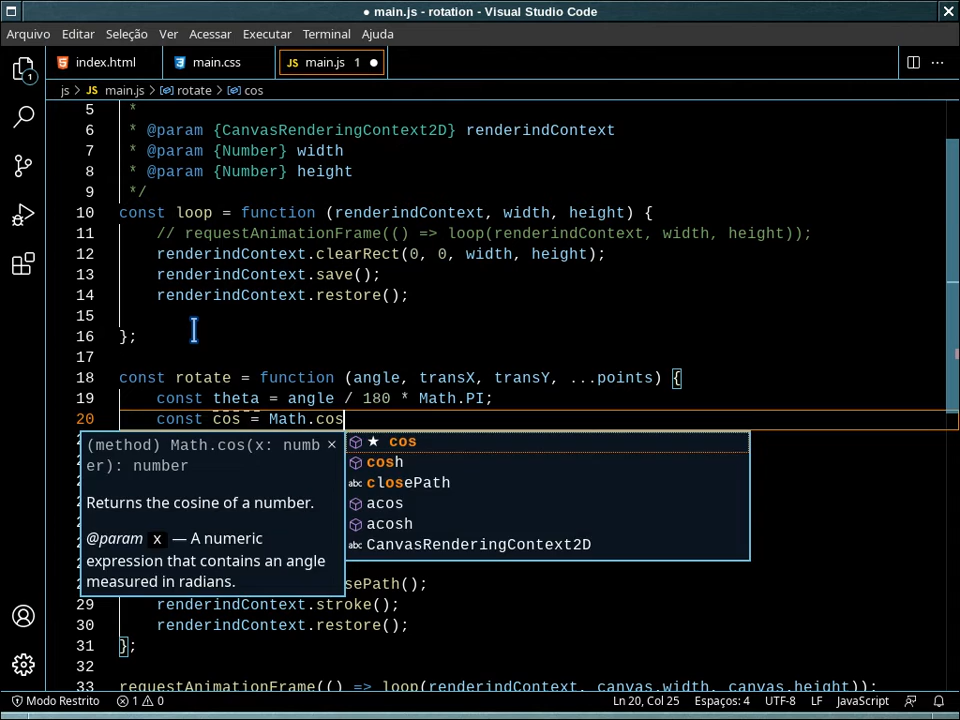 ● main.js - rotation - Visual Studio Code
Arquivo Editar Seleção Ver Acessar Executar Terminal Ajuda
index.html main.css JS main.js 1 ●
js > JS main.js > rotate > cos
5 *
6 * @param {CanvasRenderingContext2D} renderindContext
7 * @param {Number} width
8 * @param {Number} height
9 */
10 const loop = function (renderindContext, width, height) {
11 // requestAnimationFrame(() => loop(renderindContext, width, height));
12 renderindContext.clearRect(0, 0, width, height);
13 renderindContext.save();
14 renderindContext.restore();
15
16 };
17
18 const rotate = function (angle, transX, transY, ...points) {
19 const theta = angle / 180 * Math.PI;
20 const cos = Math.cos
(method) Math.cos(x: numb
er): number
Returns the cosine of a number.
@param x — A numeric
expression that contains an angle
measured in radians.
★ cos
cosh
abc closePath
acos
acosh
abc CanvasRenderingContext2D
sePath();
29 renderindContext.stroke();
30 renderindContext.restore();
31 };
32
33 requestAnimationFrame(() => loop(renderindContext, canvas.width, canvas.height));
Modo Restrito 1 0 Ln 20, Col 25 Espaços: 4 UTF-8 LF JavaScript